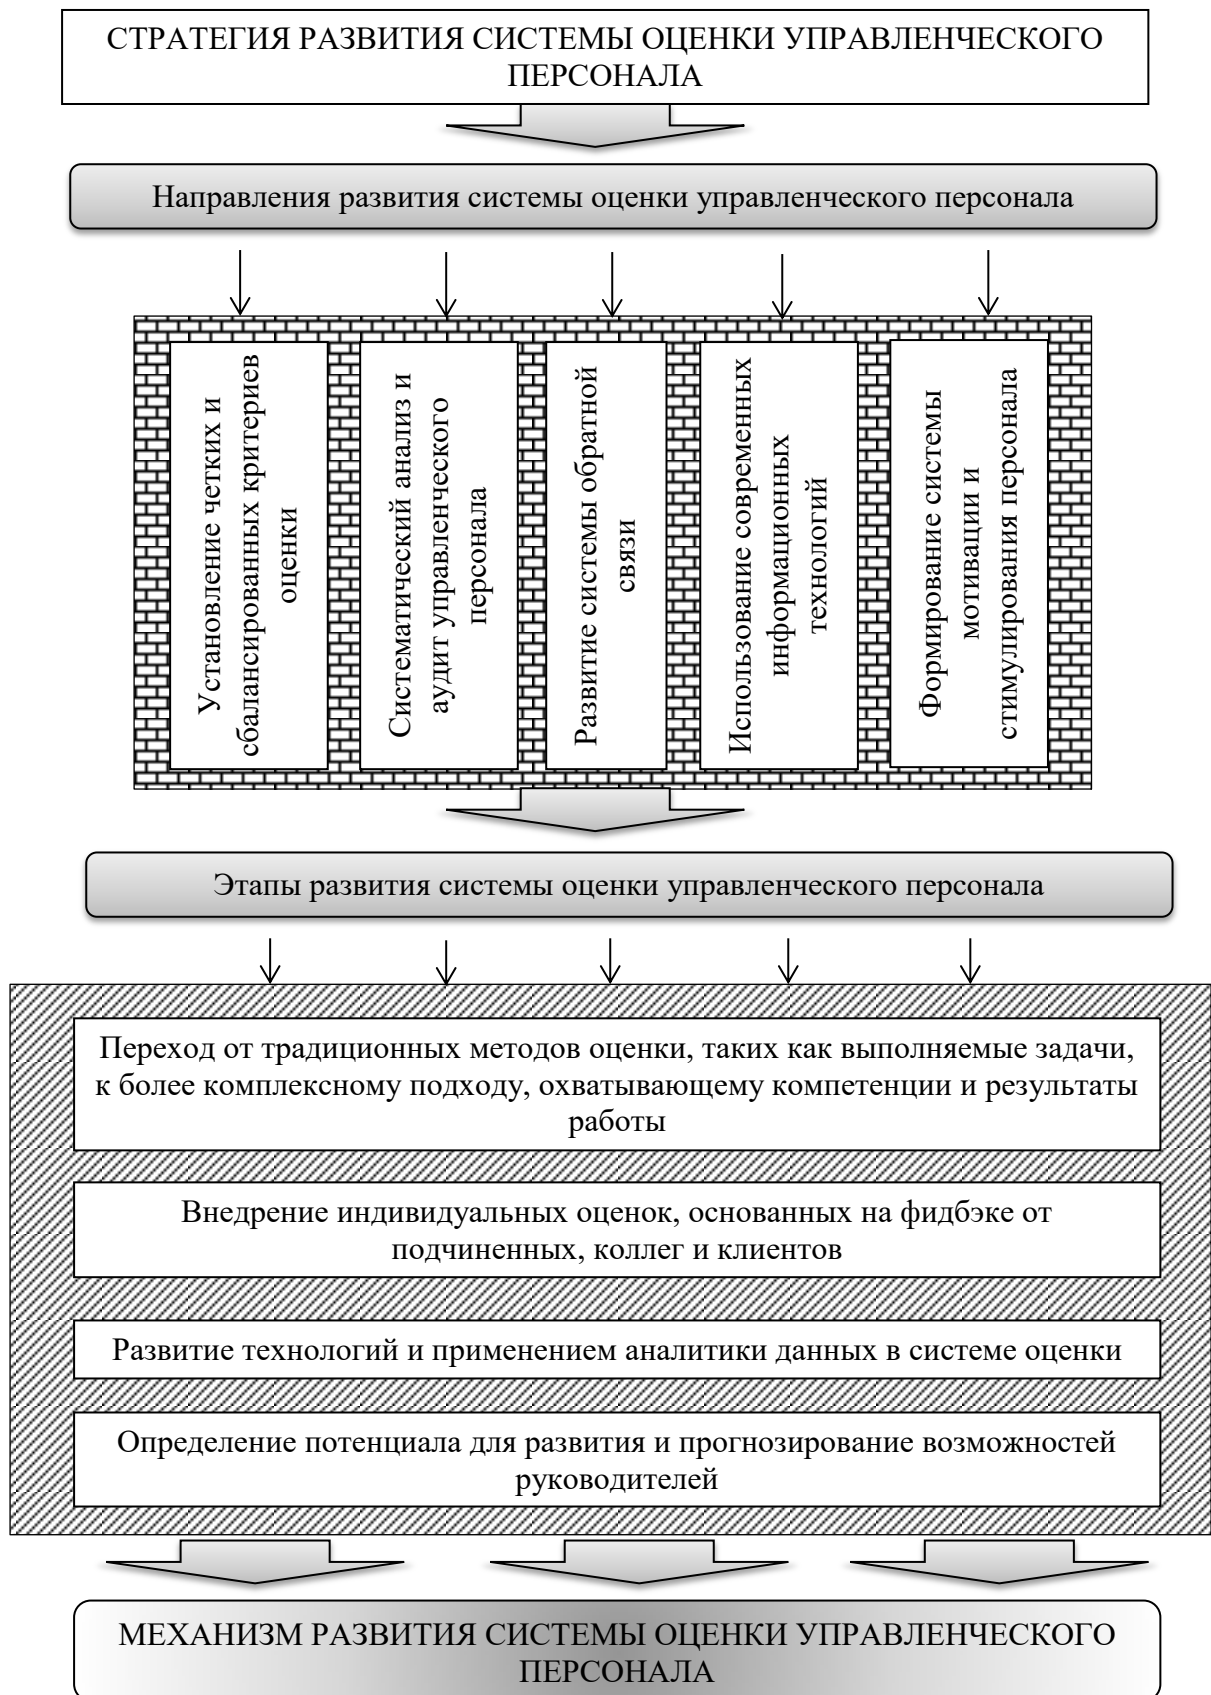 СТРАТЕГИЯ РАЗВИТИЯ СИСТЕМЫ ОЦЕНКИ УПРАВЛЕНЧЕСКОГО
ПЕРСОНАЛА
Направления развития системы оценки управленческого персонала
Установление четких и
сбалансированных критериев
оценки
Систематический анализ и
аудит управленческого
персонала
Развитие системы обратной
связи
Использование современных
информационных
технологий
Формирование системы
мотивации и
стимулирования персонала
Этапы развития системы оценки управленческого персонала
Переход от традиционных методов оценки, таких как выполняемые задачи,
к более комплексному подходу, охватывающему компетенции и результаты
работы
Внедрение индивидуальных оценок, основанных на фидбэке от
подчиненных, коллег и клиентов
Развитие технологий и применением аналитики данных в системе оценки
Определение потенциала для развития и прогнозирование возможностей
руководителей
МЕХАНИЗМ РАЗВИТИЯ СИСТЕМЫ ОЦЕНКИ УПРАВЛЕНЧЕСКОГО
ПЕРСОНАЛА